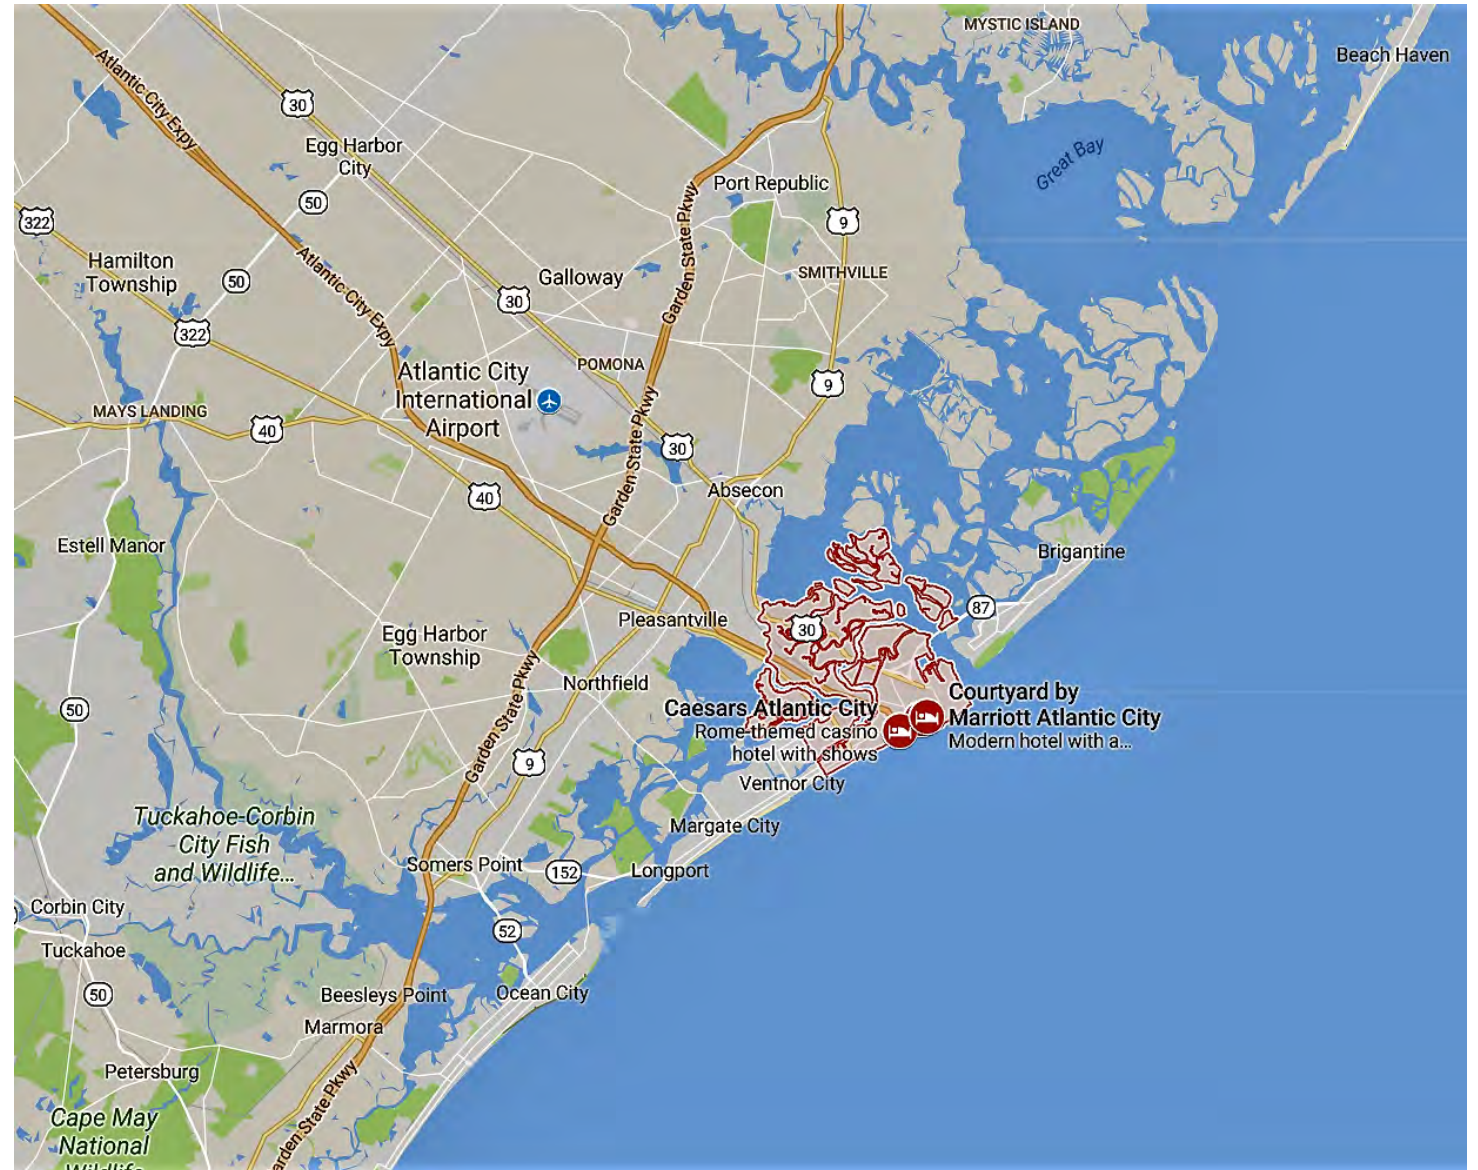 MYSTIC ISLAND
Beach Haven
Atlantic City Expy
30
Egg Harbor
City
Great Bay
Port Republic
50
322
9
Garden State Pkwy
Hamilton
Township
50
Atlantic City Expy
Galloway
SMITHVILLE
30
322
POMONA
Atlantic City
International
Airport
9
MAYS LANDING
40
Garden State Pkwy
30
40
Absecon
Estell Manor
Brigantine
87
Pleasantville
30
Egg Harbor
Township
Northfield
Garden State Pkwy
50
Caesars Atlantic City
Rome-themed casino
hotel with shows
Courtyard by
Marriott Atlantic City
Modern hotel with a...
9
Ventnor City
Tuckahoe-Corbin
City Fish
and Wildlife...
Margate City
Somers Point
152
Longport
Corbin City
52
Tuckahoe
50
Beesleys Point
Ocean City
Marmora
Petersburg
Garden State Pkwy
Cape May
National
Wildlife